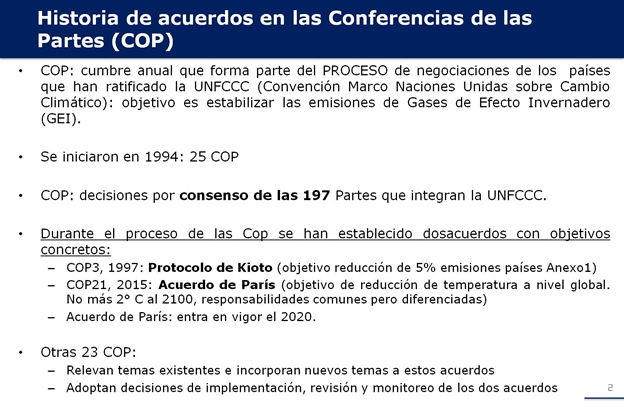 Historia de acuerdos en las Conferencias de las
Partes (COP)
• COP: cumbre anual que forma parte del PROCESO de negociaciones de los países
que han ratificado la UNFCCC (Convención Marco Naciones Unidas sobre Cambio
Climático): objetivo es estabilizar las emisiones de Gases de Efecto Invernadero
(GEI).
• Se iniciaron en 1994: 25 COP
• COP: decisiones por consenso de las 197 Partes que integran la UNFCCC.
• Durante el proceso de las Cop se han establecido dosacuerdos con objetivos
concretos:
– COP3, 1997: Protocolo de Kioto (objetivo reducción de 5% emisiones países Anexo1)
– COP21, 2015: Acuerdo de París (objetivo de reducción de temperatura a nivel global.
No más 2° C al 2100, responsabilidades comunes pero diferenciadas)
– Acuerdo de París: entra en vigor el 2020.
• Otras 23 COP:
– Relevan temas existentes e incorporan nuevos temas a estos acuerdos
– Adoptan decisiones de implementación, revisión y monitoreo de los dos acuerdos
2